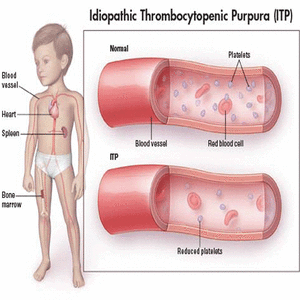 Idiopathic Thrombocytopenic Purpura (ITP)
Normal
Platelets
Blood
vessel
Heart
Spleen
Blood vessel
Red blood cell
ITP
Bone
marrow
Reduced platelets